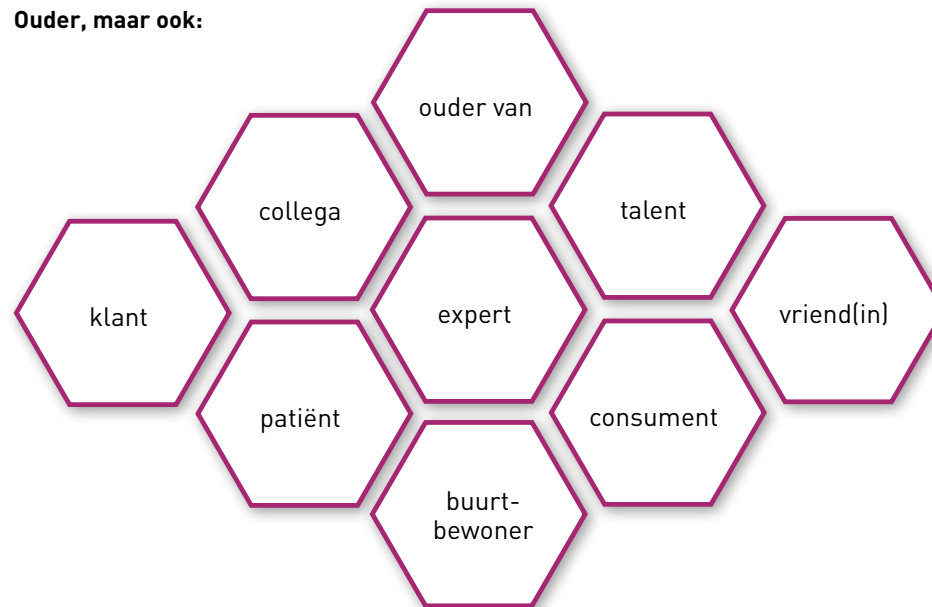 Ouder, maar ook:
ouder van
collega
talent
klant
expert
vriend(in)
patiënt
consument
buurt-
bewoner